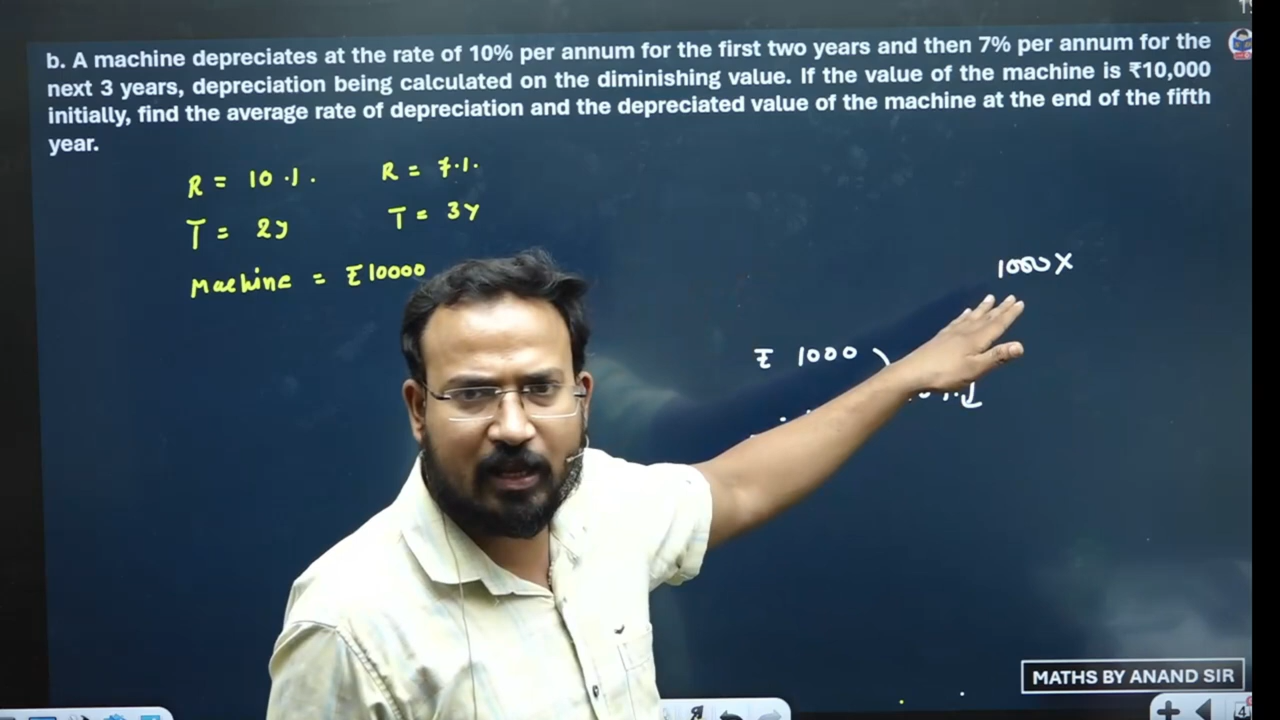 b. A machine depreciates at the rate of 10% per annum for the first two years and then 7% per annum for the
next 3 years, depreciation being calculated on the diminishing value. If the value of the machine is ₹10,000
initially, find the average rate of depreciation and the depreciated value of the machine at the end of the fifth
year.
R = 10 %. R = 7%.
T = 2y T = 3y
Machine = ₹10000
1000 X
₹ 1000
MATHS BY ANAND SIR